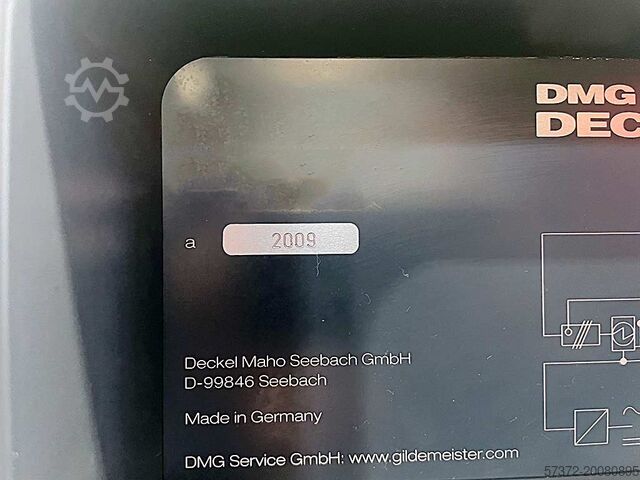 DMG
DEC
a 2009
Deckel Maho Seebach GmbH
D-99846 Seebach
Made in Germany
DMG Service GmbH: www.gildemeister.com
57372-20080895